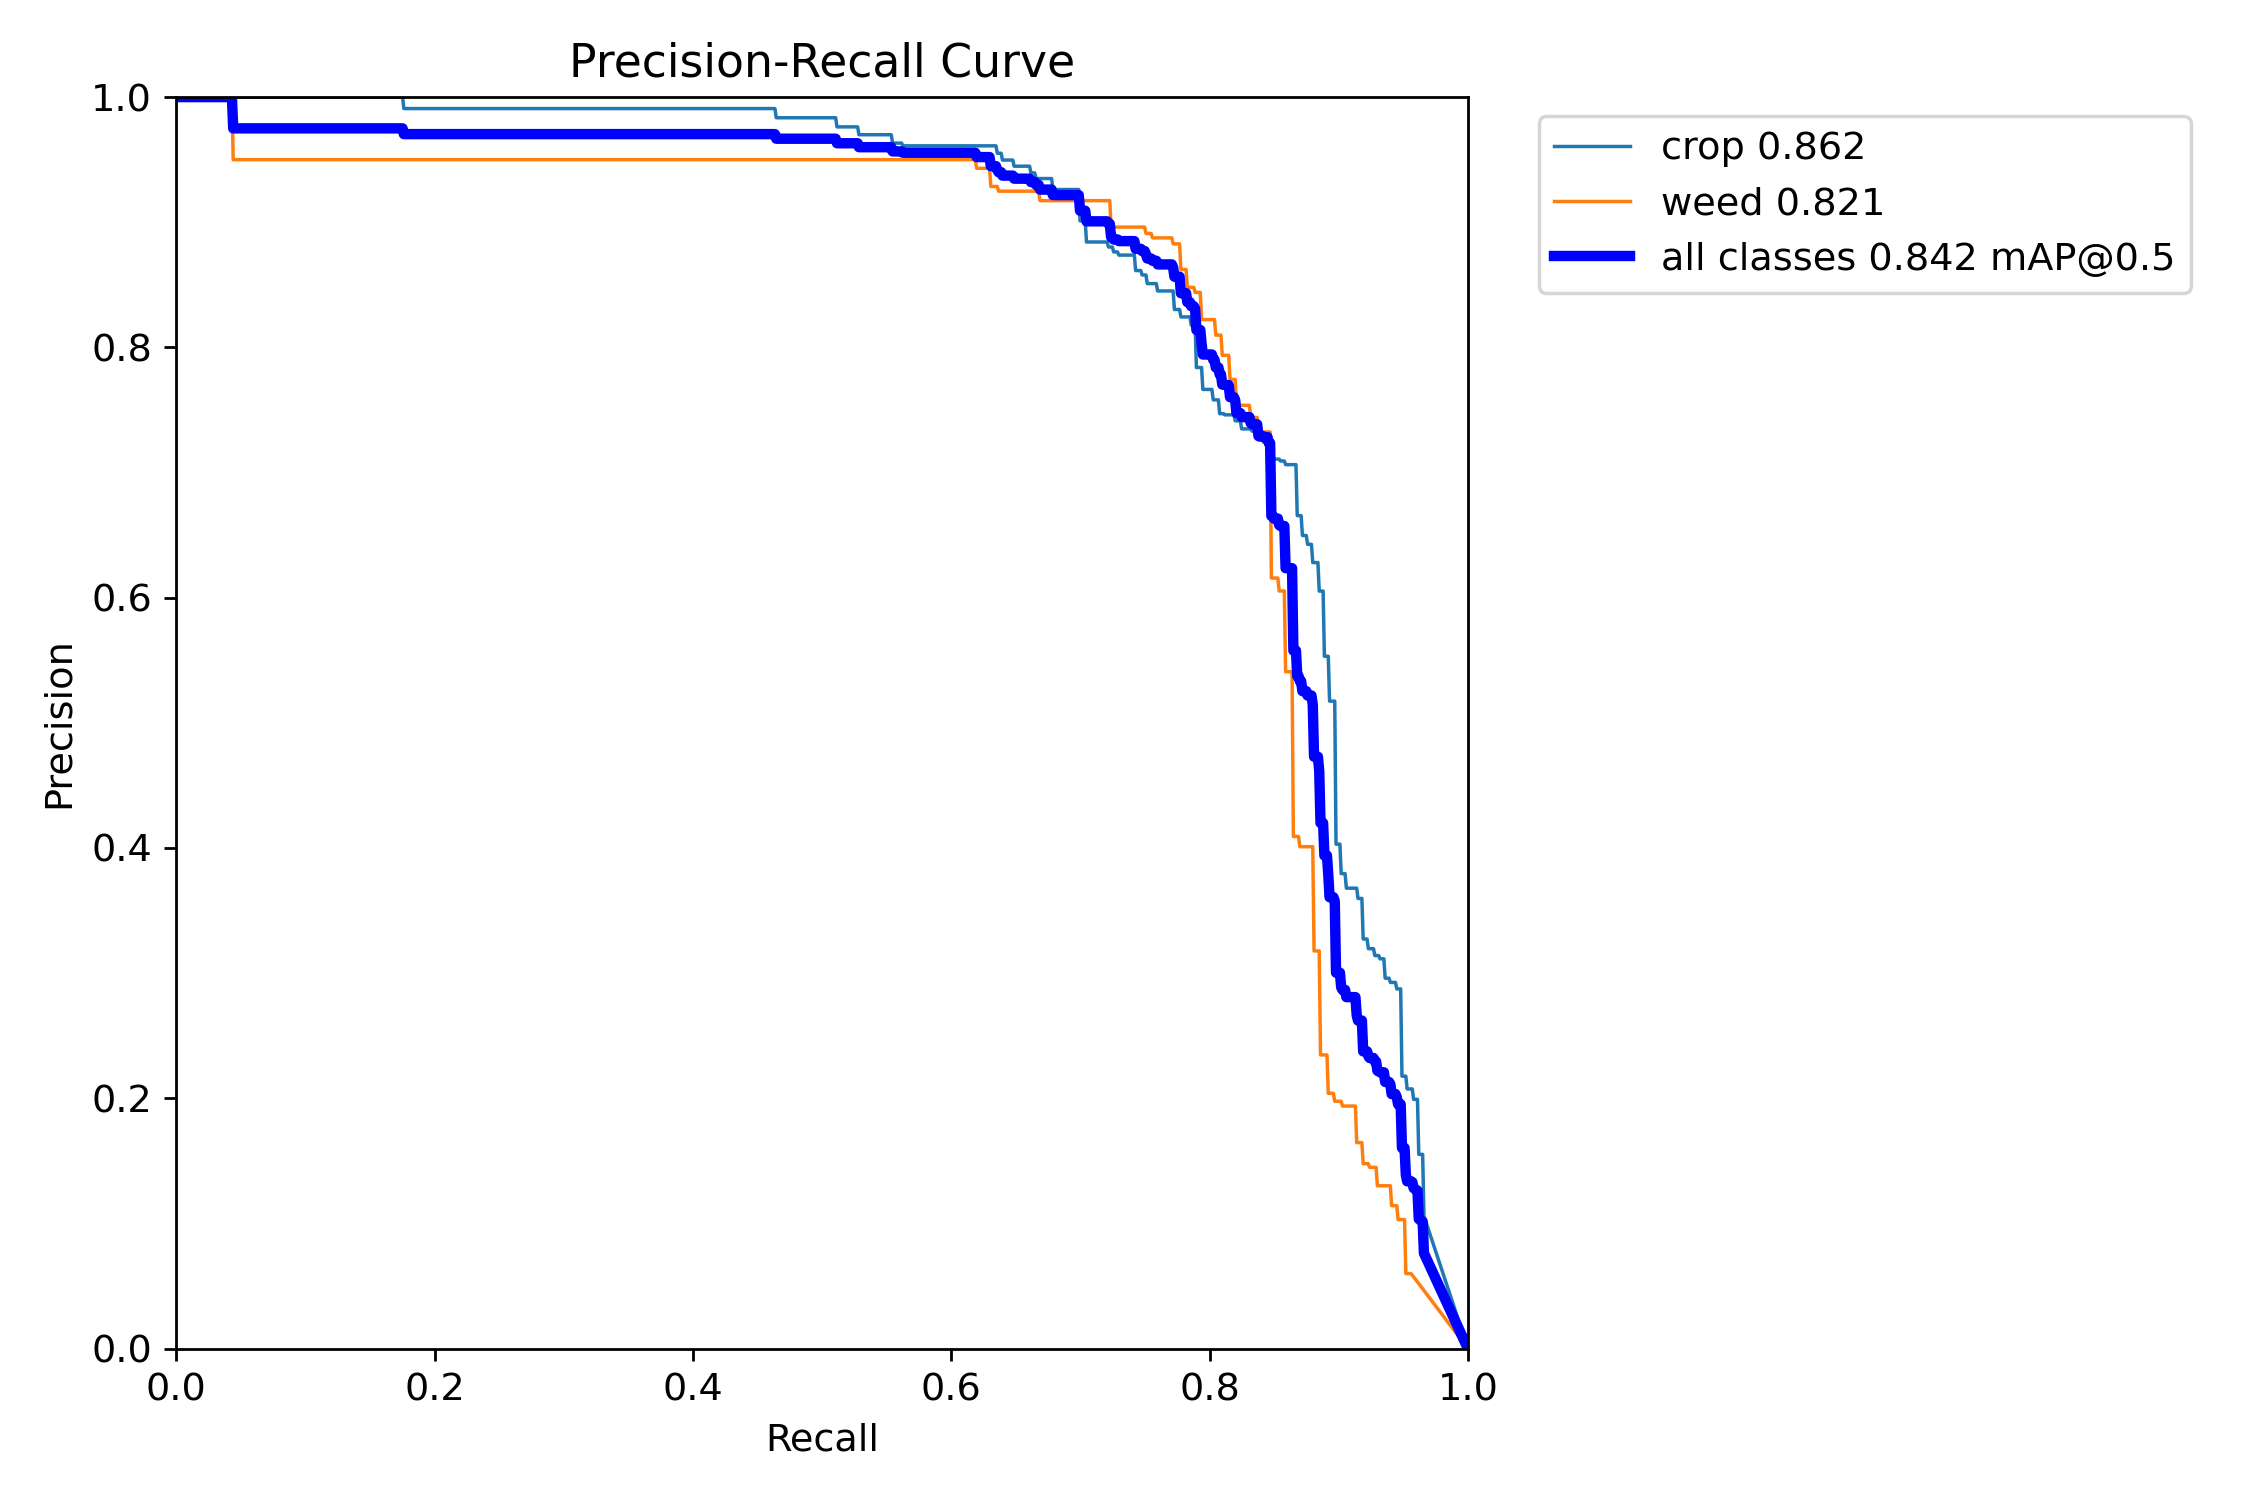 Precision-Recall Curve
crop 0.862
weed 0.821
all classes 0.842 mAP@0.5
Precision
1.0
0.8
0.6
0.4
0.2
0.0
0.0 0.2 0.4 0.6 0.8 1.0
Recall